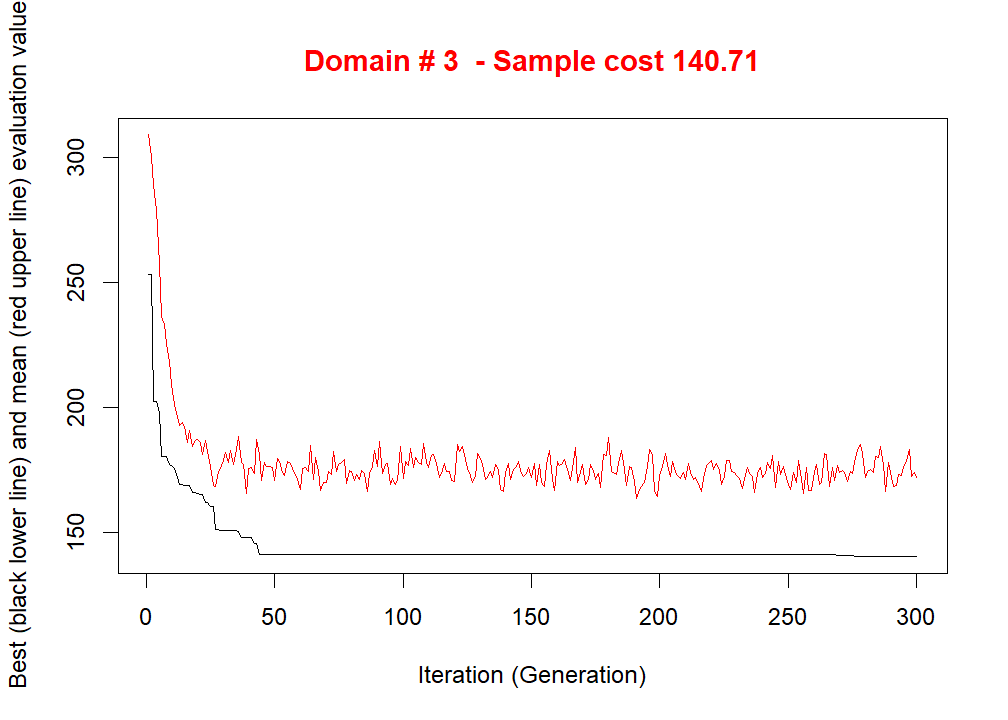 Domain # 3  - Sample cost 140.71
Best (black lower line) and mean (red upper line) evaluation value
300
250
200
150
0 50 100 150 200 250 300
Iteration (Generation)